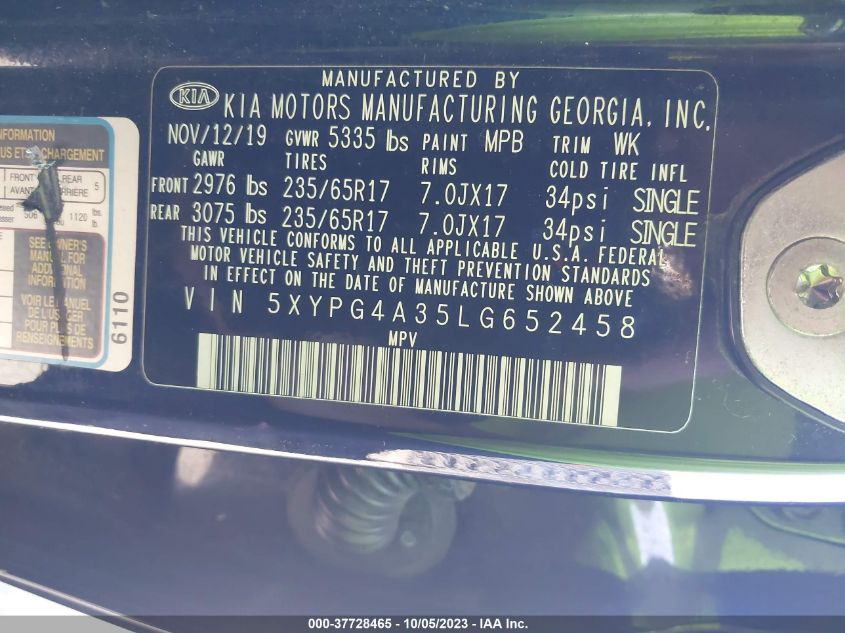 MANUFACTURED BY
KIA KIA MOTORS MANUFACTURING GEORGIA, INC.
NOV/12/19 GVWR 5335 lbs PAINT MPB TRIM WK
GAWR TIRES RIMS COLD TIRE INFL
FRONT 2976 lbs 235/65R17 7.0JX17 34psi SINGLE
REAR 3075 lbs 235/65R17 7.0JX17 34psi SINGLE
THIS VEHICLE CONFORMS TO ALL APPLICABLE U.S.A. FEDERAL
MOTOR VEHICLE SAFETY AND THEFT PREVENTION STANDARDS
IN EFFECT ON THE DATE OF MANUFACTURE SHOWN ABOVE
VIN 5XYPG4A35LG652458
MPV
INFORMATION
US ET CHARGEMENT
FRONT REAR 5
AVANT
1120 lbs.
SEE OWNER'S
MANUAL FOR
ADDITIONAL
INFORMATION
VOIR LE MANUEL
DE L'USAGER
POUR PLUS DE
RENSEIGNEMENTS
6110
000-37728465 - 10/05/2023 - IAA Inc.